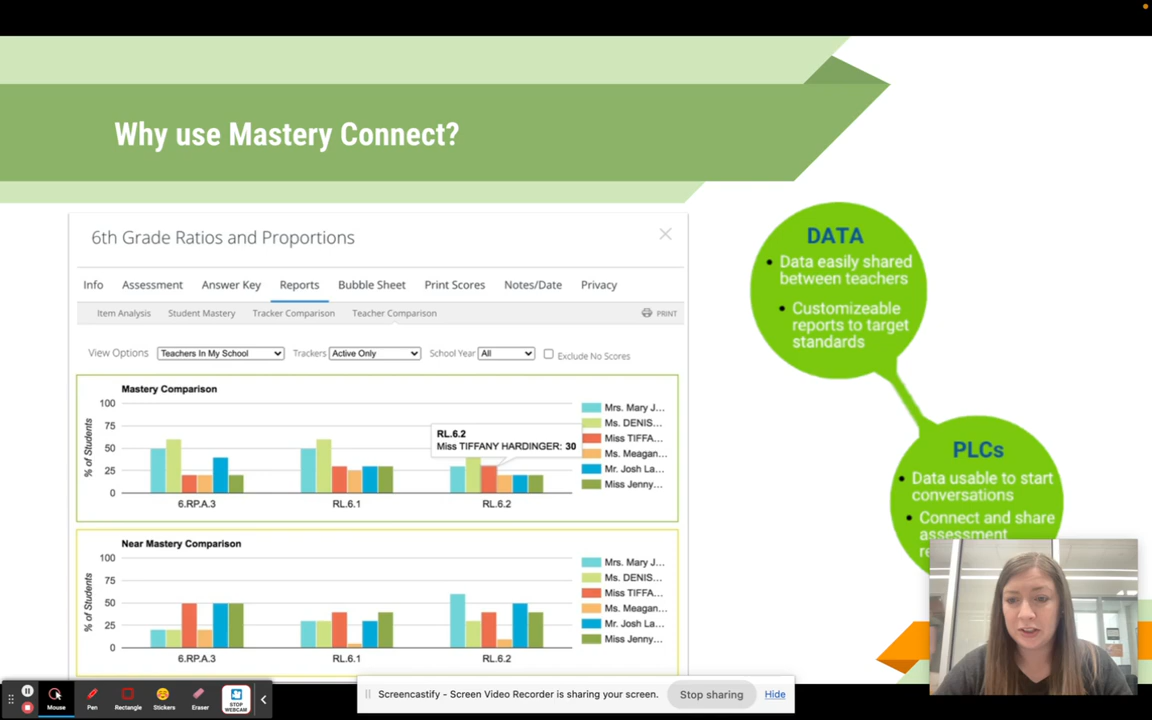 Why use Mastery Connect?
6th Grade Ratios and Proportions
Info Assessment Answer Key Reports Bubble Sheet Print Scores Notes/Date Privacy
Item Analysis Student Mastery Tracker Comparison Teacher Comparison PRINT
View Options Teachers In My School Trackers Active Only School Year All Exclude No Scores
Mastery Comparison
100
75
50
25
0
% of Students
6.RP.A.3 RL.6.1 RL.6.2
RL.6.2
Miss TIFFANY HARDINGER: 30
Mrs. Mary J...
Ms. DENIS...
Miss TIFFA...
Ms. Meagan...
Mr. Josh La...
Miss Jenny...
Near Mastery Comparison
100
75
50
25
0
% of Students
6.RP.A.3 RL.6.1 RL.6.2
Mrs. Mary J...
Ms. DENIS...
Miss TIFFA...
Ms. Meagan...
Mr. Josh La...
Miss Jenny...
DATA
• Data easily shared
between teachers
• Customizeable
reports to target
standards
PLCs
• Data usable to start
conversations
• Connect and share
assessment
Mouse Pen Rectangle Stickers Eraser STOP
WEBCAM
Screencastify - Screen Video Recorder is sharing your screen. Stop sharing Hide